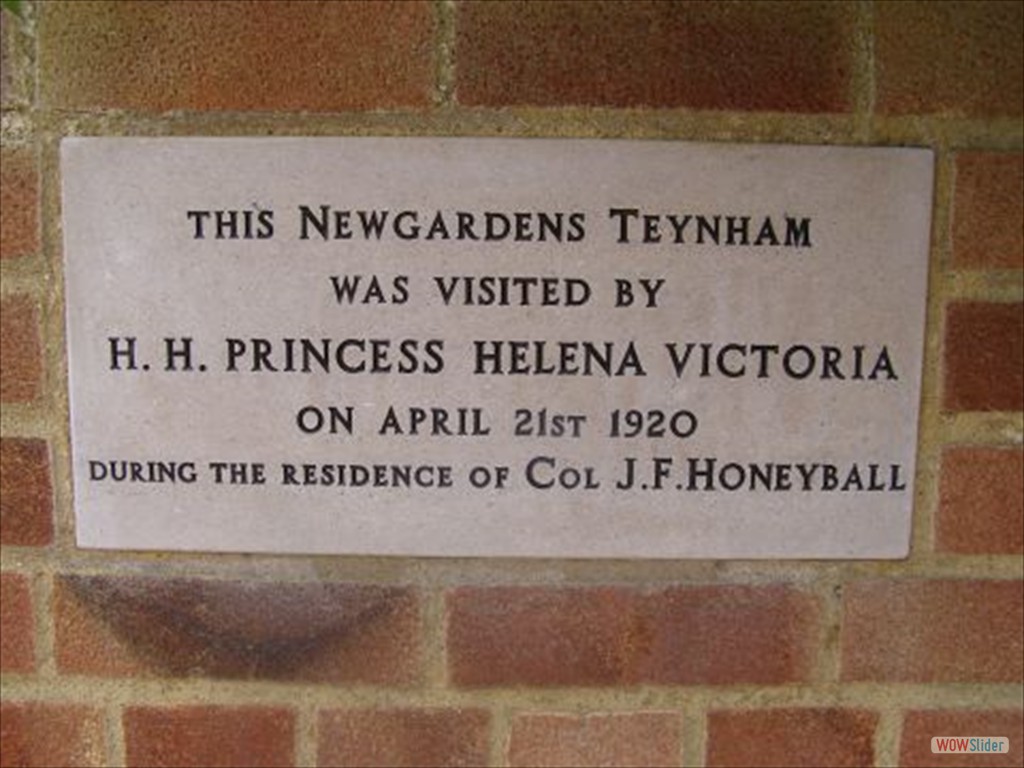 THIS NEWGARDENS TEYNHAM
WAS VISITED BY
H. H. PRINCESS HELENA VICTORIA
ON APRIL 21ST 1920
DURING THE RESIDENCE OF COL J.F.HONEYBALL
WOWSlider